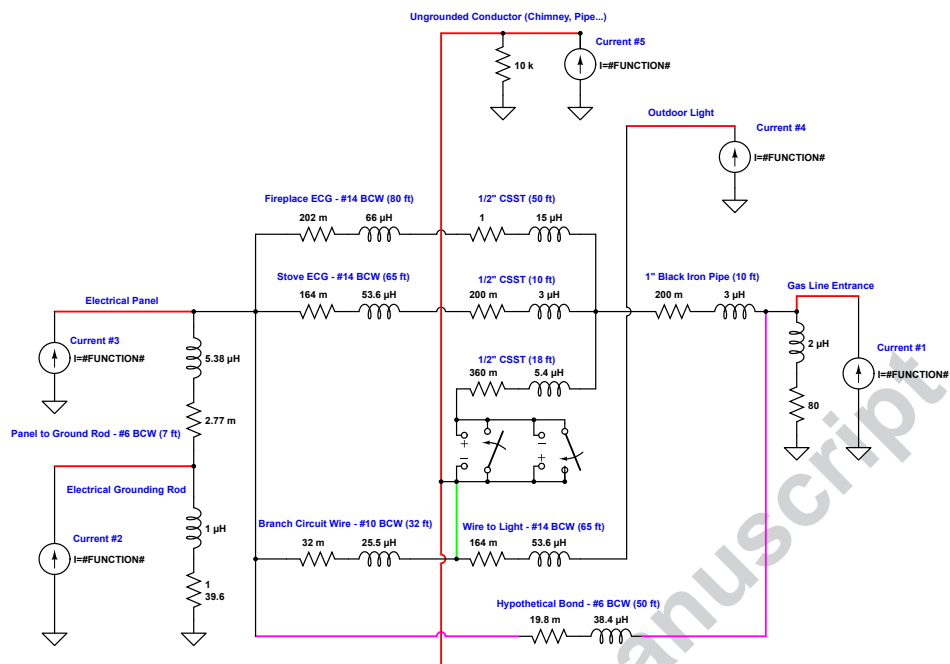 Ungrounded Conductor (Chimney, Pipe...)
Current #5
10 k
I=#FUNCTION#
Outdoor Light
Current #4
I=#FUNCTION#
Fireplace ECG - #14 BCW (80 ft)
1/2" CSST (50 ft)
202 m
66 µH
1
15 µH
Stove ECG - #14 BCW (65 ft)
1/2" CSST (10 ft)
1" Black Iron Pipe (10 ft)
164 m
53.6 µH
200 m
3 µH
200 m
3 µH
Gas Line Entrance
Electrical Panel
Current #3
I=#FUNCTION#
5.38 µH
1/2" CSST (18 ft)
360 m
5.4 µH
2 µH
Current #1
I=#FUNCTION#
2.77 m
80
Panel to Ground Rod - #6 BCW (7 ft)
+
−
−
+
Electrical Grounding Rod
1 µH
Current #2
I=#FUNCTION#
Branch Circuit Wire - #10 BCW (32 ft)
Wire to Light - #14 BCW (65 ft)
32 m
25.5 µH
164 m
53.6 µH
1
39.6
Hypothetical Bond - #6 BCW (50 ft)
19.8 m
38.4 µH
anuscript